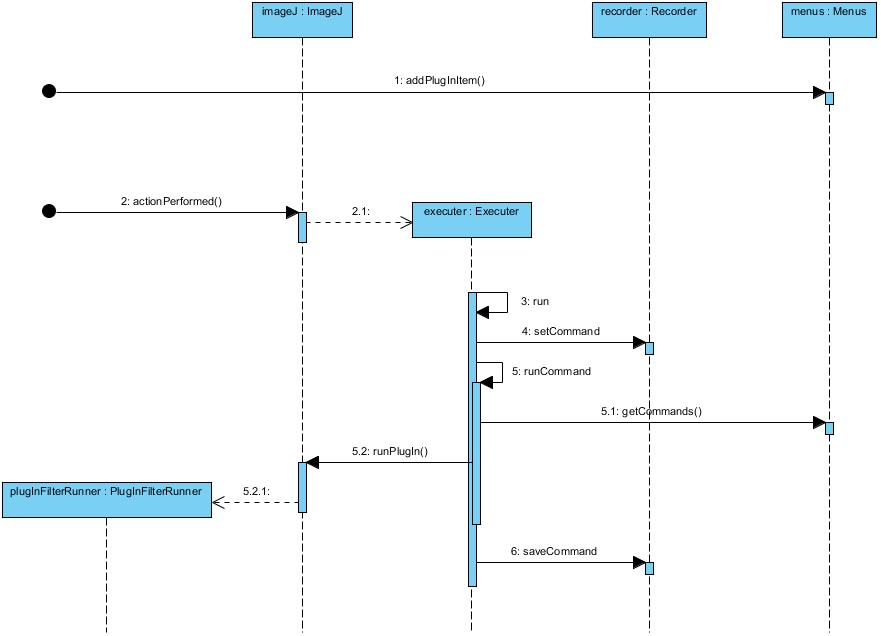 imageJ : ImageJ
recorder : Recorder
menus : Menus
1: addPlugInItem()
2: actionPerformed()
2.1:
executer : Executer
3: run
4: setCommand
5: runCommand
5.1: getCommands()
5.2: runPlugIn()
plugInFilterRunner : PlugInFilterRunner
5.2.1:
6: saveCommand